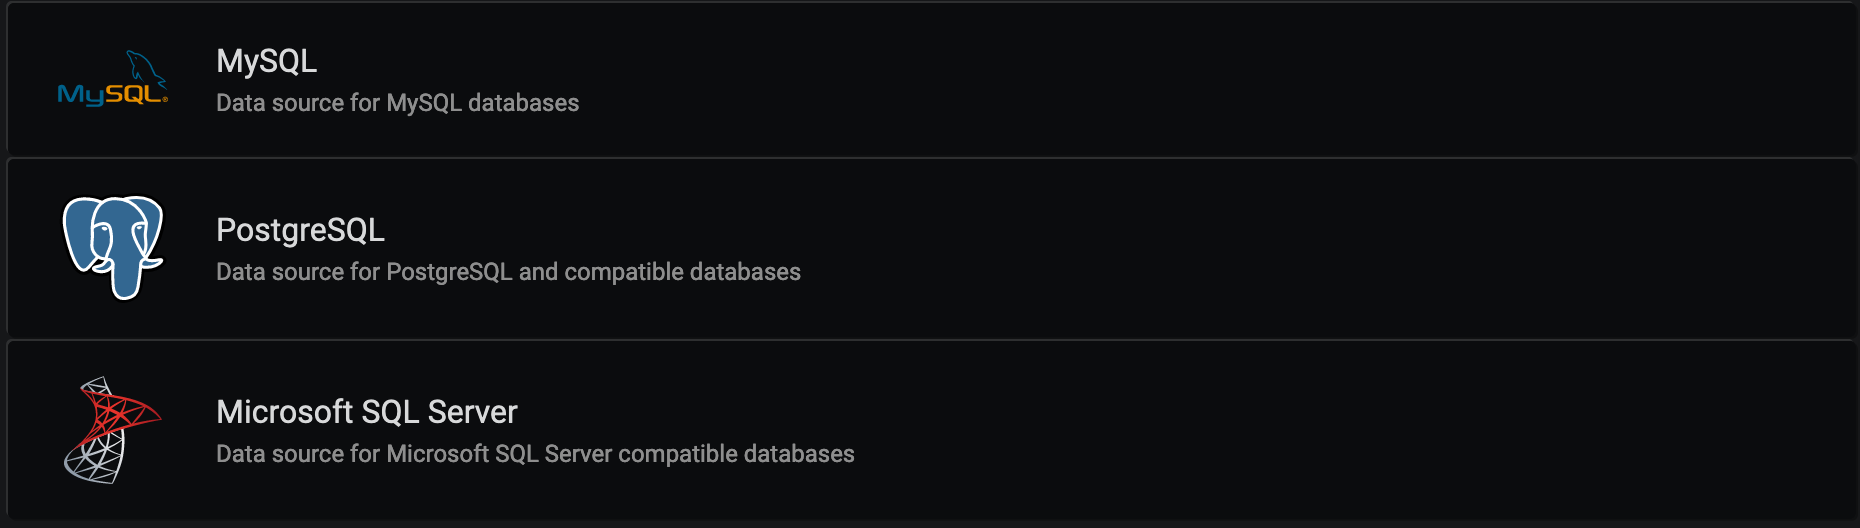 MySQL®
MySQL
Data source for MySQL databases
PostgreSQL
Data source for PostgreSQL and compatible databases
Microsoft SQL Server
Data source for Microsoft SQL Server compatible databases